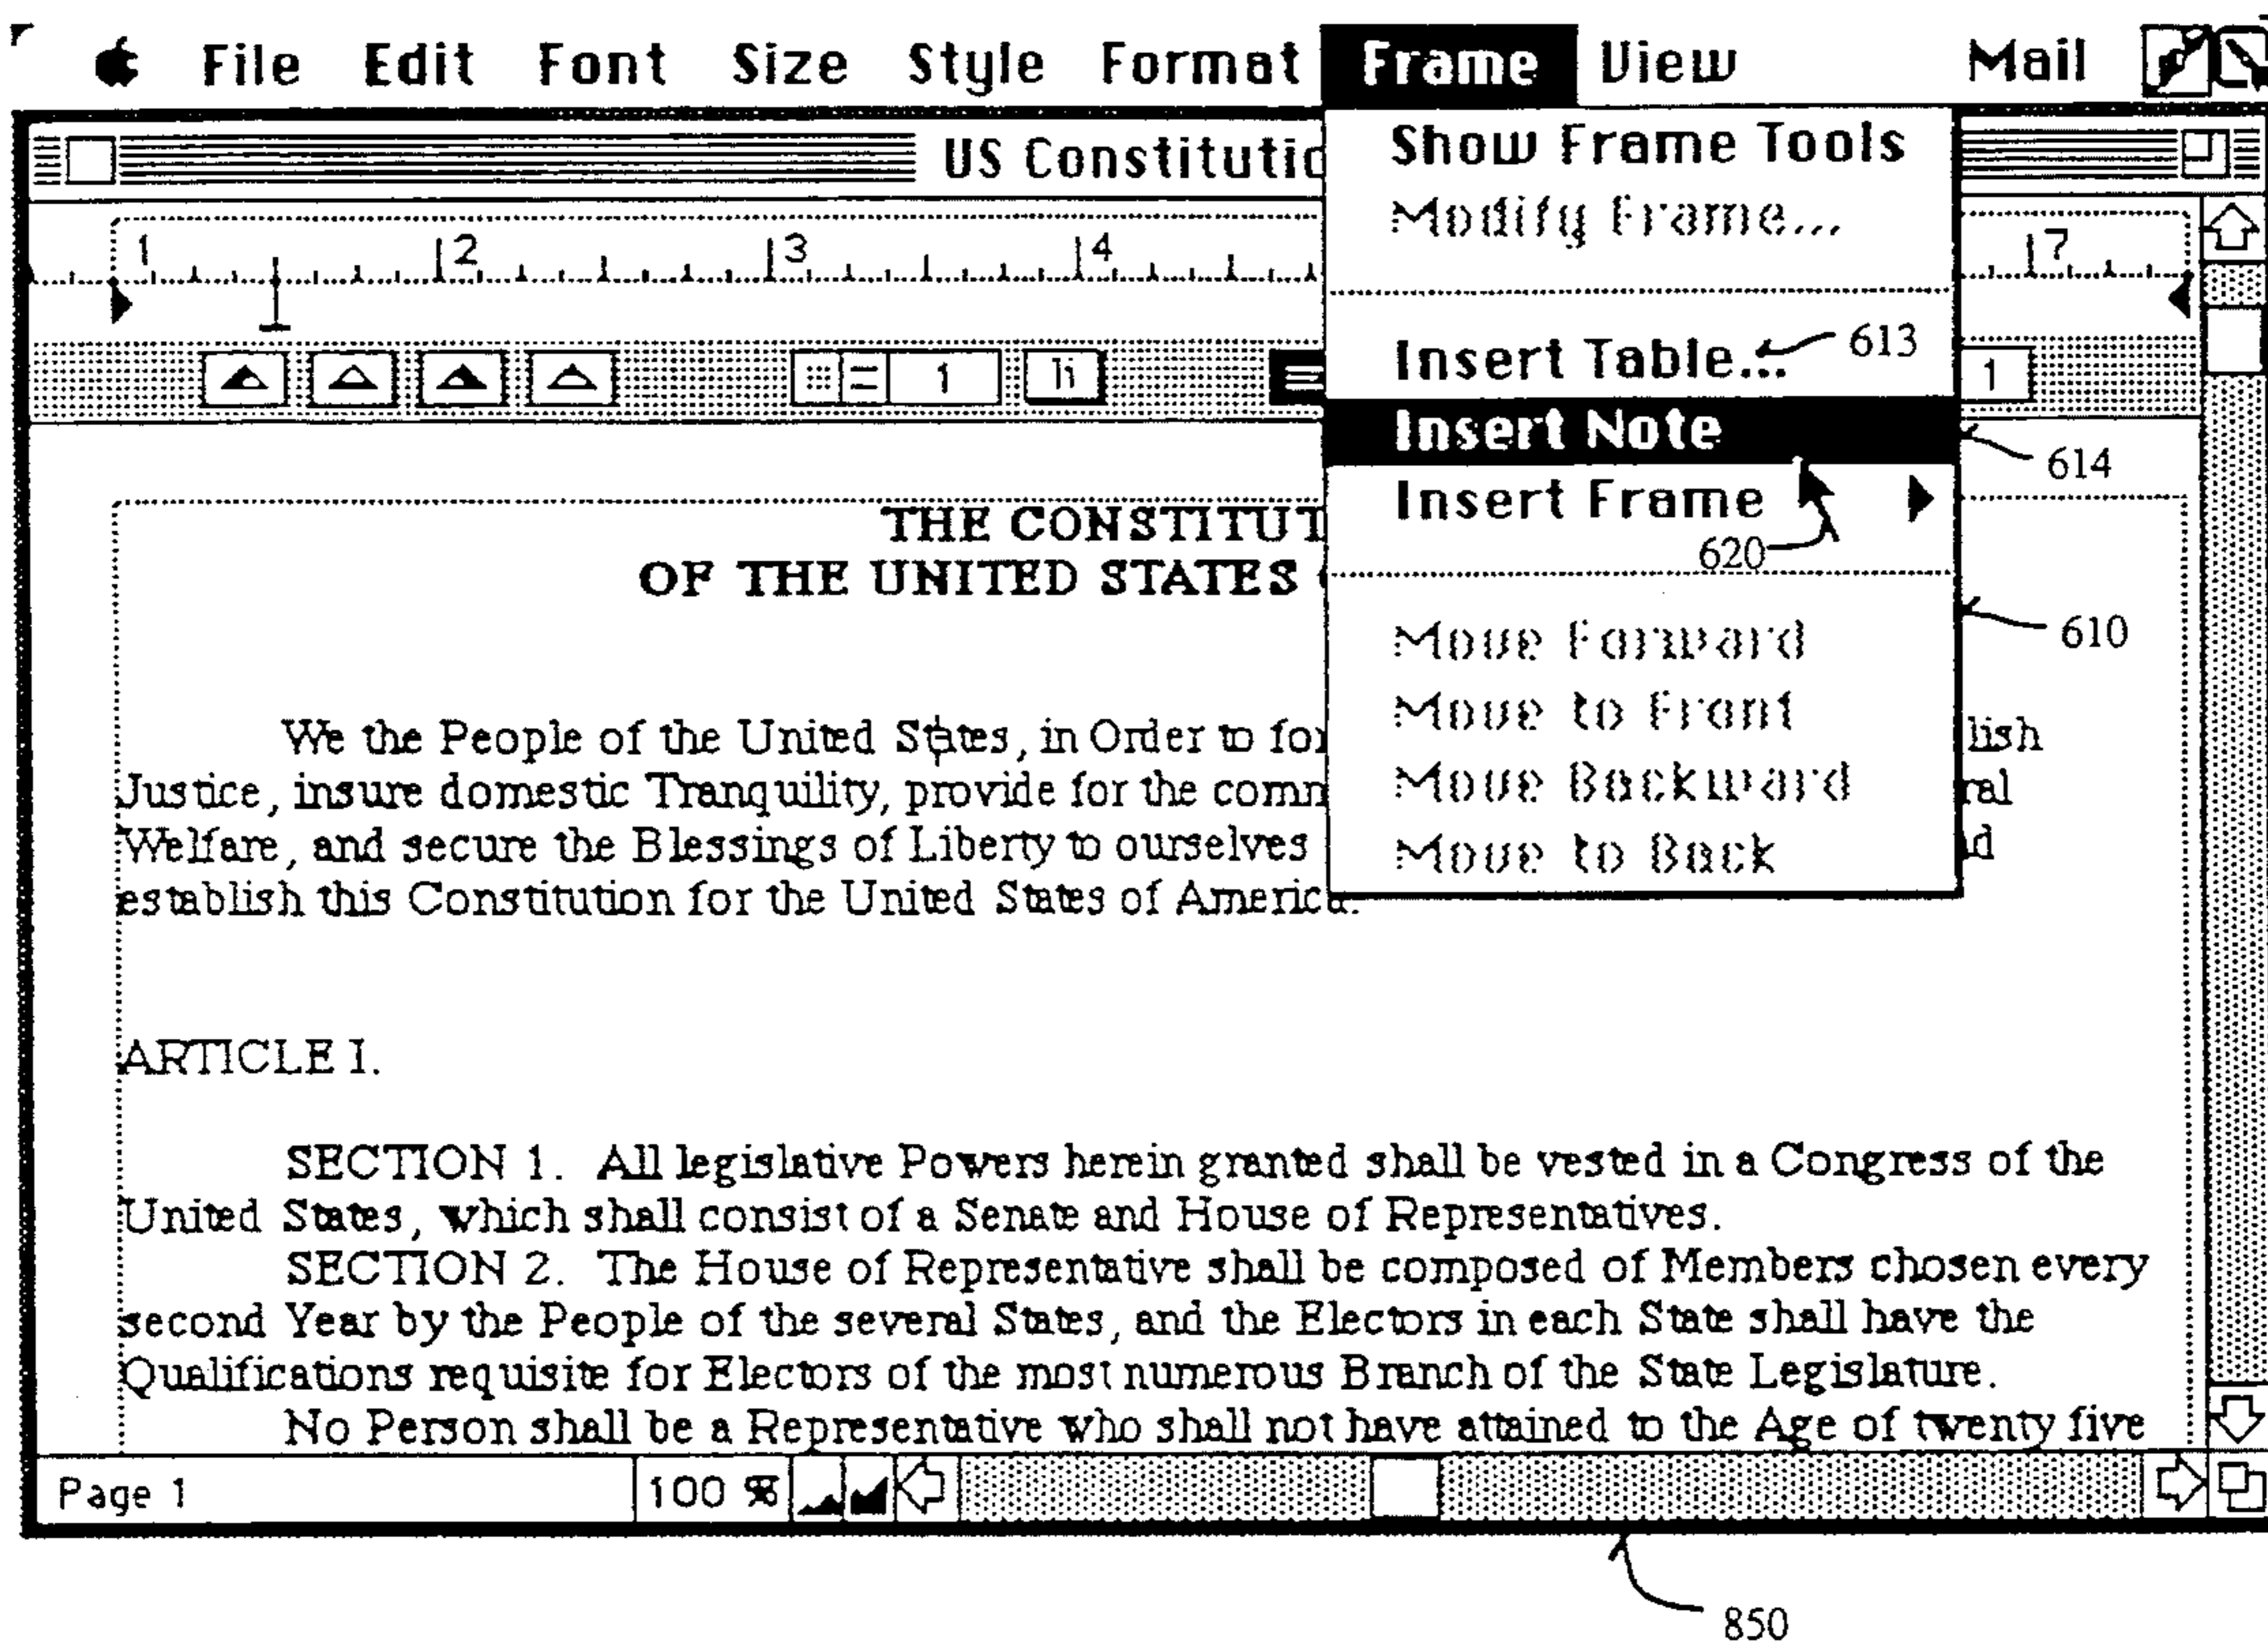 File Edit Font Size Style Format Frame View Mail
US Constitutio
Show Frame Tools
Modify Frame...
1 2 3 4 7
Insert Table... 613
1 li 1
Insert Note
614
Insert Frame
620
THE CONSTITUT
OF THE UNITED STATES
Move Forward
610
Move to Front
Move Backward
Move to Back
We the People of the United States, in Order to for lish
Justice, insure domestic Tranquility, provide for the comm ral
Welfare, and secure the Blessings of Liberty to ourselves d
establish this Constitution for the United States of America.
ARTICLE I.
SECTION 1. All legislative Powers herein granted shall be vested in a Congress of the
United States, which shall consist of a Senate and House of Representatives.
SECTION 2. The House of Representative shall be composed of Members chosen every
second Year by the People of the several States, and the Electors in each State shall have the
Qualifications requisite for Electors of the most numerous Branch of the State Legislature.
No Person shall be a Representative who shall not have attained to the Age of twenty five
Page 1 100 %
850